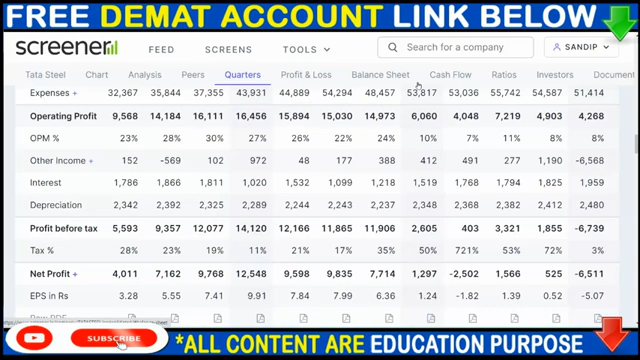 FREE DEMAT ACCOUNT LINK BELOW
screener FEED SCREENS TOOLS Search for a company SANDIP
Tata Steel Chart Analysis Peers Quarters Profit & Loss Balance Sheet Cash Flow Ratios Investors Document
Expenses + 32,367 35,844 37,355 43,931 44,889 54,294 48,457 53,817 53,036 55,742 54,587 51,414
Operating Profit 9,568 14,184 16,111 16,456 15,894 15,030 14,973 6,060 4,048 7,219 4,903 4,268
OPM % 23% 28% 30% 27% 26% 22% 24% 10% 7% 11% 8% 8%
Other Income + 152 -569 102 972 48 177 388 412 491 277 1,190 -6,568
Interest 1,786 1,866 1,811 1,020 1,532 1,099 1,218 1,519 1,768 1,794 1,825 1,959
Depreciation 2,342 2,392 2,325 2,289 2,244 2,243 2,237 2,348 2,368 2,382 2,412 2,480
Profit before tax 5,593 9,357 12,077 14,120 12,166 11,865 11,906 2,605 403 3,321 1,855 -6,739
Tax % 28% 23% 19% 11% 21% 17% 35% 50% 721% 53% 72% 3%
Net Profit + 4,011 7,162 9,768 12,548 9,598 9,835 7,714 1,297 -2,502 1,566 525 -6,511
EPS in Rs 3.28 5.55 7.41 9.91 7.84 7.99 6.36 1.24 -1.82 1.39 0.52 -5.07
Raw PDF
SUBSCRIBE *ALL CONTENT ARE EDUCATION PURPOSE